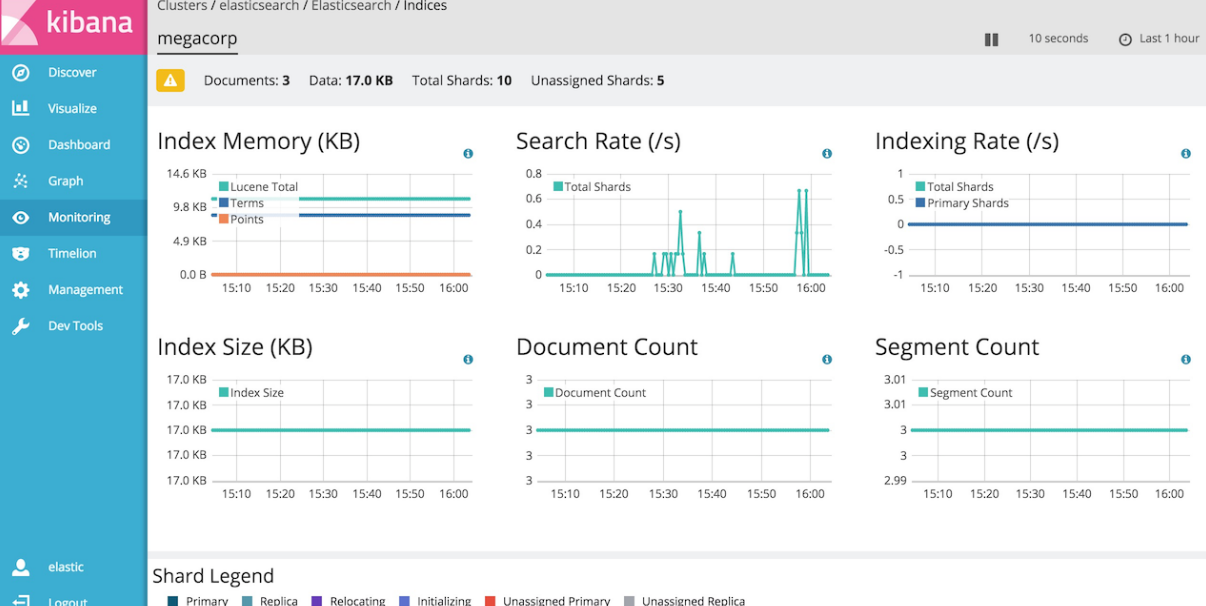 Clusters / elasticsearch / Elasticsearch / Indices
kibana
megacorp
10 seconds
Last 1 hour
Documents: 3 Data: 17.0 KB Total Shards: 10 Unassigned Shards: 5
Discover
Visualize
Dashboard
Graph
Monitoring
Timelion
Management
Dev Tools
elastic
Logout
Index Memory (KB)
14.6 KB
9.8 KB
4.9 KB
0.0 B
Lucene Total
Terms
Points
15:10 15:20 15:30 15:40 15:50 16:00
Search Rate (/s)
0.8
0.6
0.4
0.2
0
Total Shards
15:10 15:20 15:30 15:40 15:50 16:00
Indexing Rate (/s)
1
0.5
0
-0.5
-1
Total Shards
Primary Shards
15:10 15:20 15:30 15:40 15:50 16:00
Index Size (KB)
17.0 KB
17.0 KB
17.0 KB
17.0 KB
17.0 KB
Index Size
15:10 15:20 15:30 15:40 15:50 16:00
Document Count
3
3
3
3
3
Document Count
15:10 15:20 15:30 15:40 15:50 16:00
Segment Count
3.01
3.01
3
3
2.99
Segment Count
15:10 15:20 15:30 15:40 15:50 16:00
Shard Legend
Primary Replica Relocating Initializing Unassigned Primary Unassigned Replica